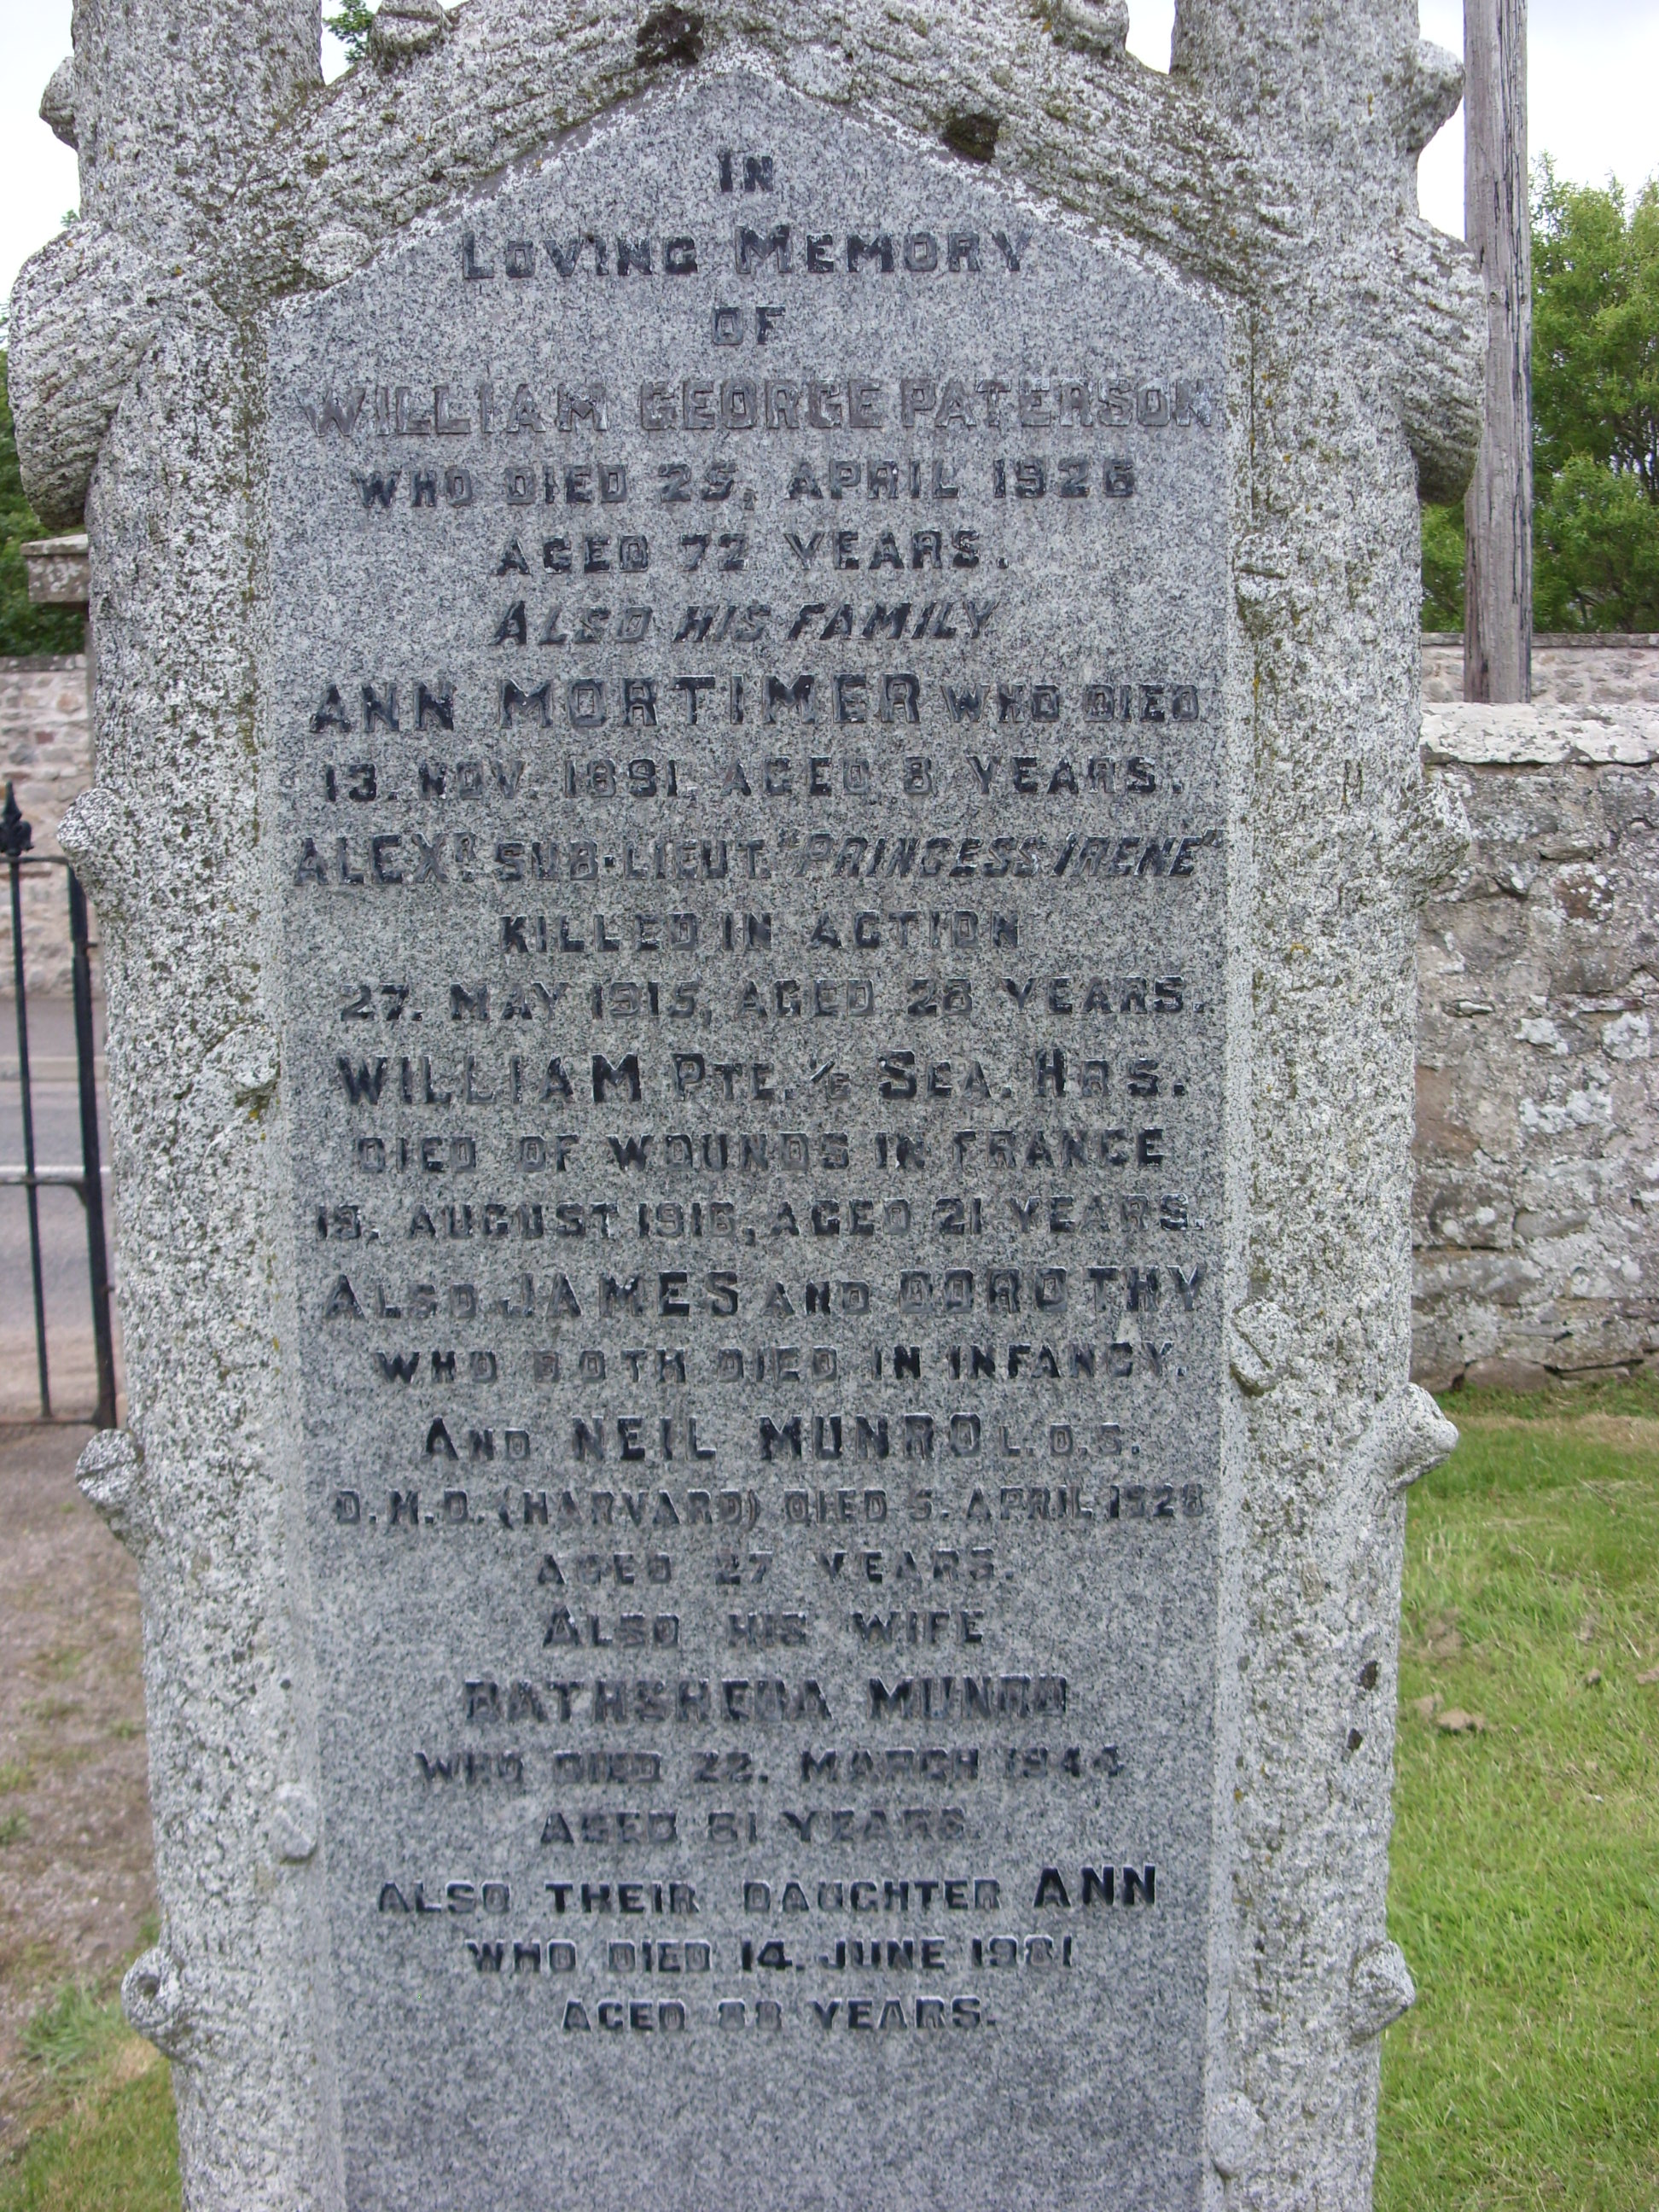 IN
LOVING MEMORY
OF
WILLIAM GEORGE PATERSON
WHO DIED 25, APRIL 1926
AGED 72 YEARS.
ALSO HIS FAMILY
ANN MORTIMER WHO DIED
13. NOV. 1891, AGED 8 YEARS.
ALEXR. SUB-LIEUT. "PRINCESS IRENE"
KILLED IN ACTION
27. MAY 1915, AGED 28 YEARS.
WILLIAM PTE. 1/6 SEA. HRS.
DIED OF WOUNDS IN FRANCE
19. AUGUST 1916, AGED 21 YEARS.
ALSO JAMES AND DOROTHY
WHO BOTH DIED IN INFANCY.
AND NEIL MUNRO L.D.S.
D.M.D. (HARVARD) DIED 5. APRIL 1928
AGED 27 YEARS.
ALSO HIS WIFE
BATHSHEBA MUNRO
WHO DIED 22. MARCH 1944
AGED 81 YEARS.
ALSO THEIR DAUGHTER ANN
WHO DIED 14. JUNE 1981
AGED 88 YEARS.